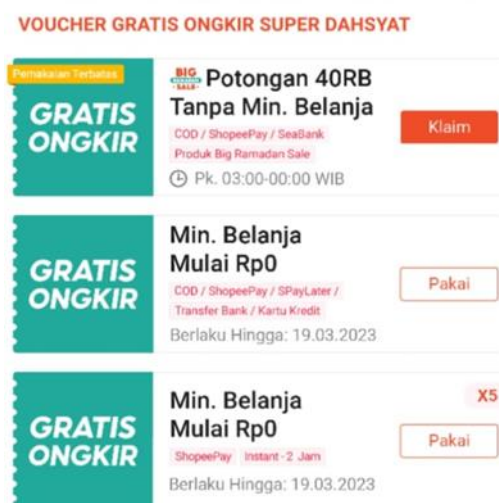 VOUCHER GRATIS ONGKIR SUPER DAHSYAT
Pemakaian Terbatas
GRATIS
ONGKIR
BIG
RAMADAN
SALE
Potongan 40RB
Tanpa Min. Belanja
COD / ShopeePay / SeaBank
Produk Big Ramadan Sale
Pk. 03:00-00:00 WIB
Klaim
GRATIS
ONGKIR
Min. Belanja
Mulai Rp0
COD / ShopeePay / SPayLater /
Transfer Bank / Kartu Kredit
Berlaku Hingga: 19.03.2023
Pakai
GRATIS
ONGKIR
Min. Belanja
Mulai Rp0
ShopeePay Instant - 2 Jam
Berlaku Hingga: 19.03.2023
X5
Pakai